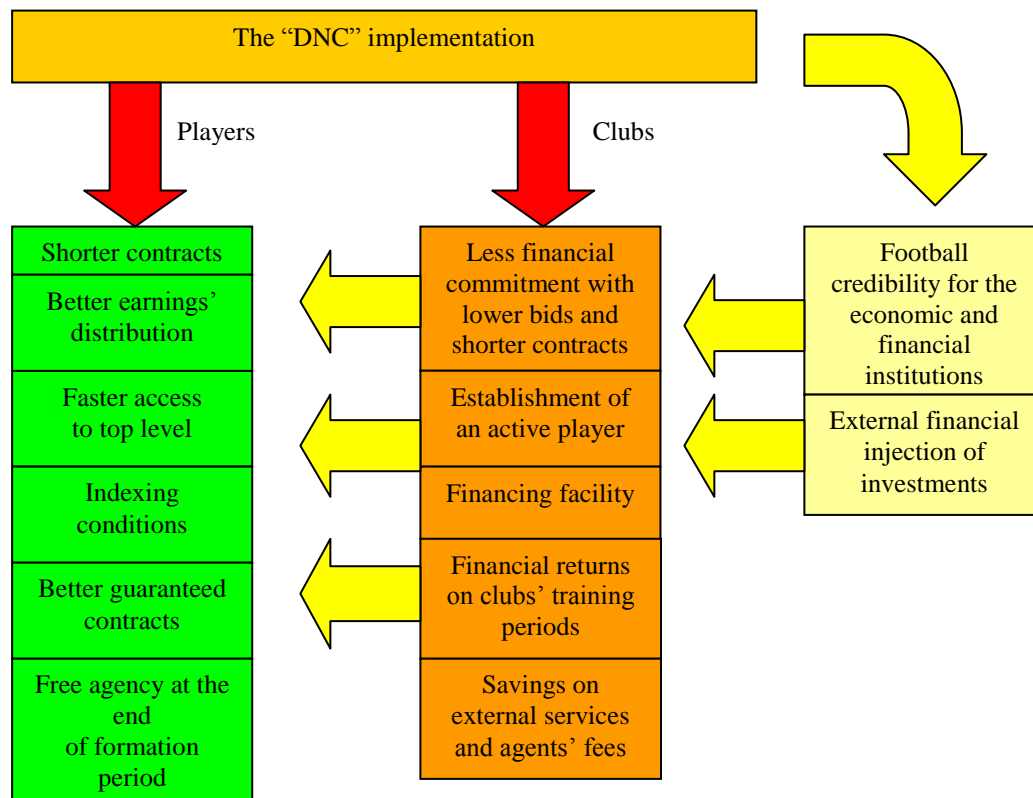 The “DNC” implementation
Players
Clubs
Shorter contracts
Better earnings’
distribution
Faster access
to top level
Indexing
conditions
Better guaranteed
contracts
Free agency at the
end
of formation
period
Less financial
commitment with
lower bids and
shorter contracts
Establishment of
an active player
Financing facility
Financial returns
on clubs’ training
periods
Savings on
external services
and agents’ fees
Football
credibility for the
economic and
financial
institutions
External financial
injection of
investments